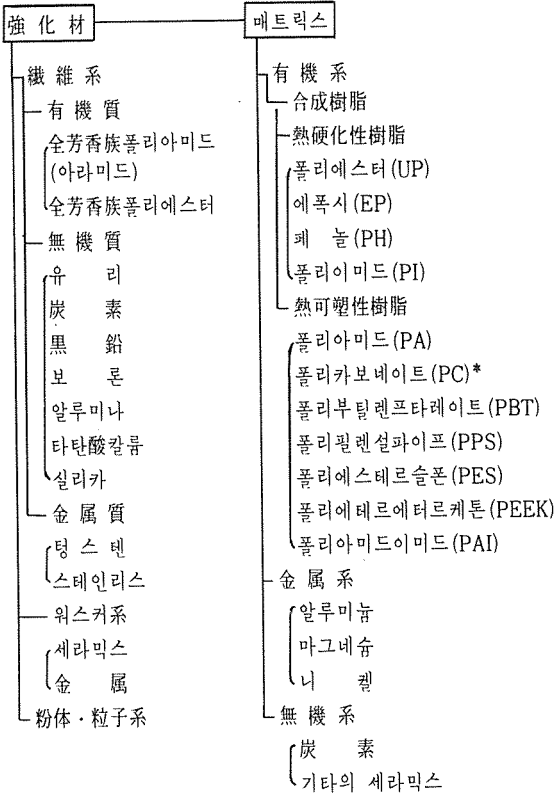 強化材
繊維系
有機質
全芳香族폴리아미드
(아라미드)
全芳香族폴리에스터
無機質
유 리
炭 素
黒 鉛
보 론
알루미나
타탄酸칼륨
실리카
金属質
텅스텐
스테인리스
위스커系
세라믹스
金 属
粉体·粒子系
매트릭스
有機系
合成樹脂
熱硬化性樹脂
폴리에스터(UP)
에폭시(EP)
페 놀(PH)
폴리이미드(PI)
熱可塑性樹脂
폴리아미드(PA)
폴리카보네이트(PC)*
폴리부틸렌프타레이트(PBT)
폴리필렌설파이프(PPS)
폴리에스테르슬폰(PES)
폴리에테르에터르케톤(PEEK)
폴리아미드이미드(PAI)
金属系
알루미늄
마그네슘
니 켈
無機系
炭 素
기타의 세라믹스